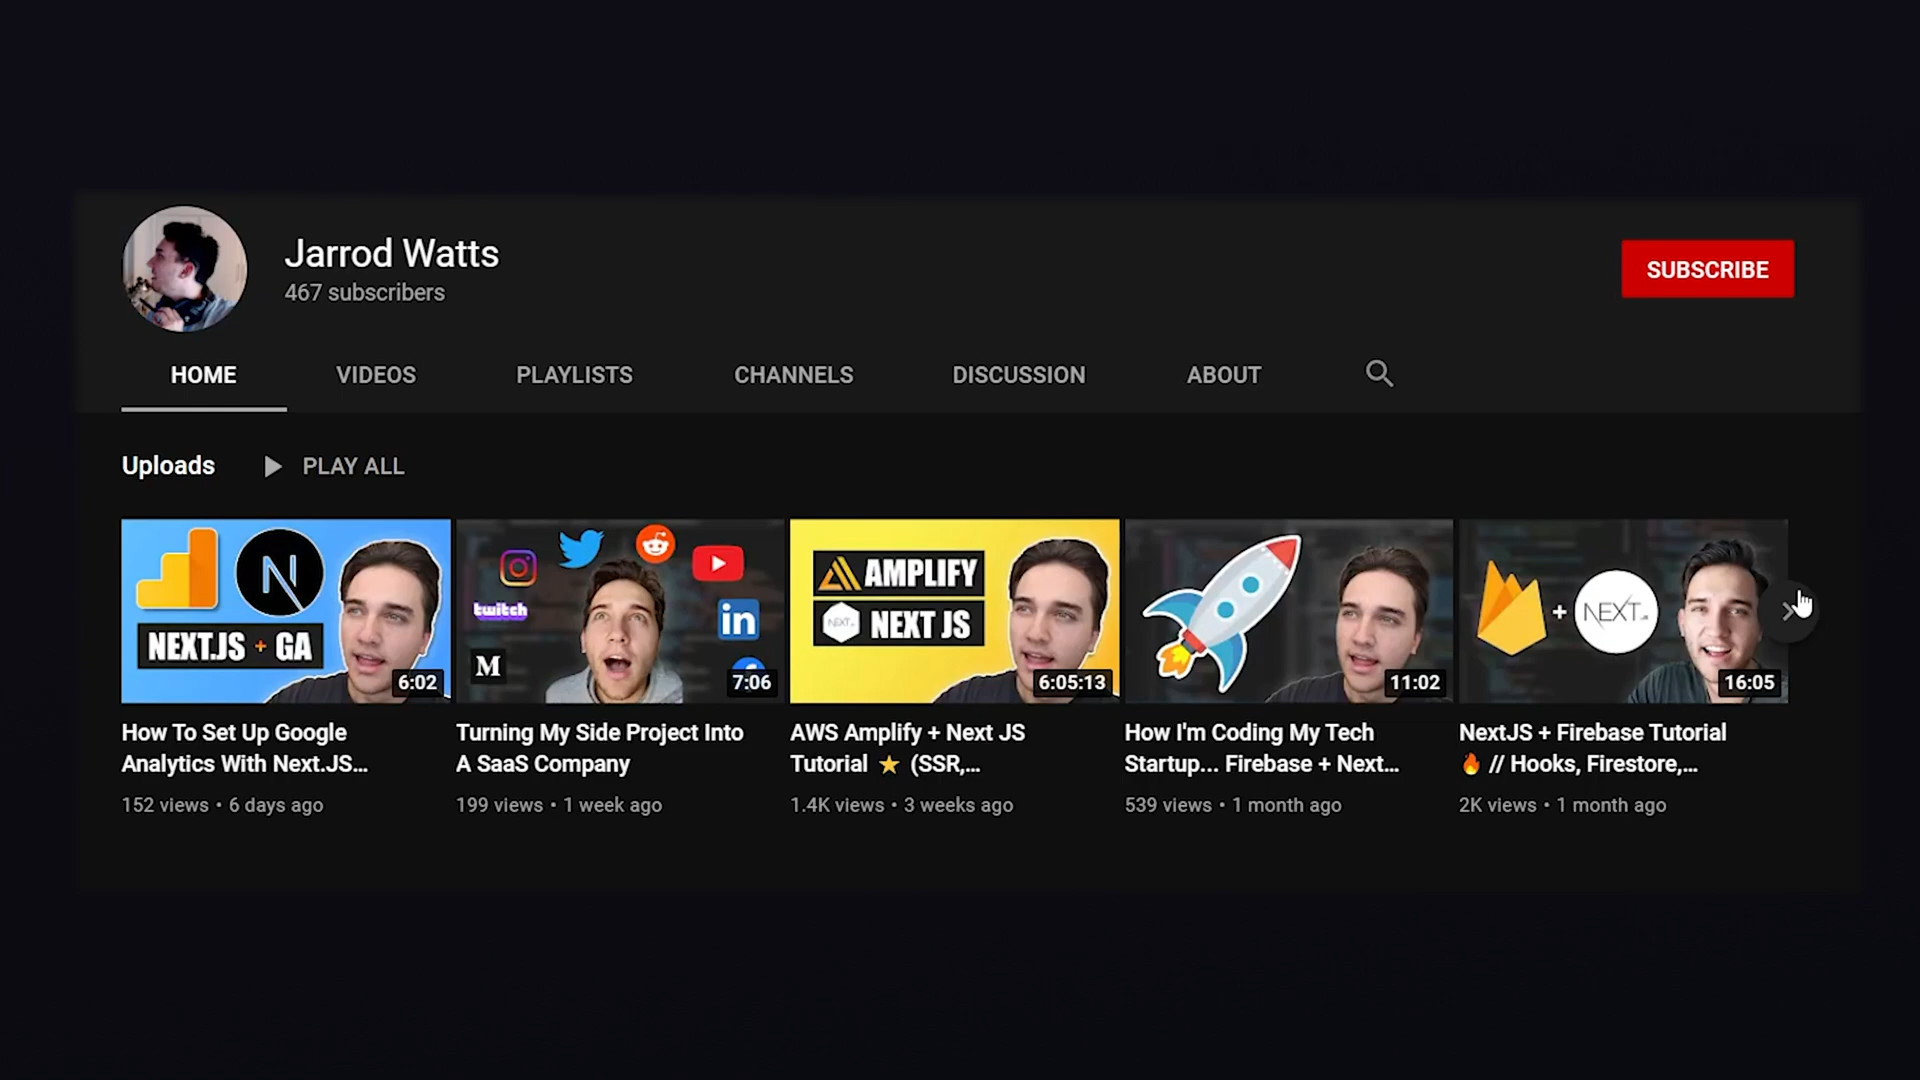 Jarrod Watts
467 subscribers
SUBSCRIBE
HOME VIDEOS PLAYLISTS CHANNELS DISCUSSION ABOUT
Uploads PLAY ALL
NEXT.JS + GA
6:02
twitch
in
M
7:06
AMPLIFY
NEXT.JS NEXT JS
6:05:13
11:02
+ NEXT.JS
16:05
How To Set Up Google
Analytics With Next.JS...
152 views • 6 days ago
Turning My Side Project Into
A SaaS Company
199 views • 1 week ago
AWS Amplify + Next JS
Tutorial ⭐ (SSR,...
1.4K views • 3 weeks ago
How I'm Coding My Tech
Startup... Firebase + Next...
539 views • 1 month ago
NextJS + Firebase Tutorial
🔥 // Hooks, Firestore,...
2K views • 1 month ago